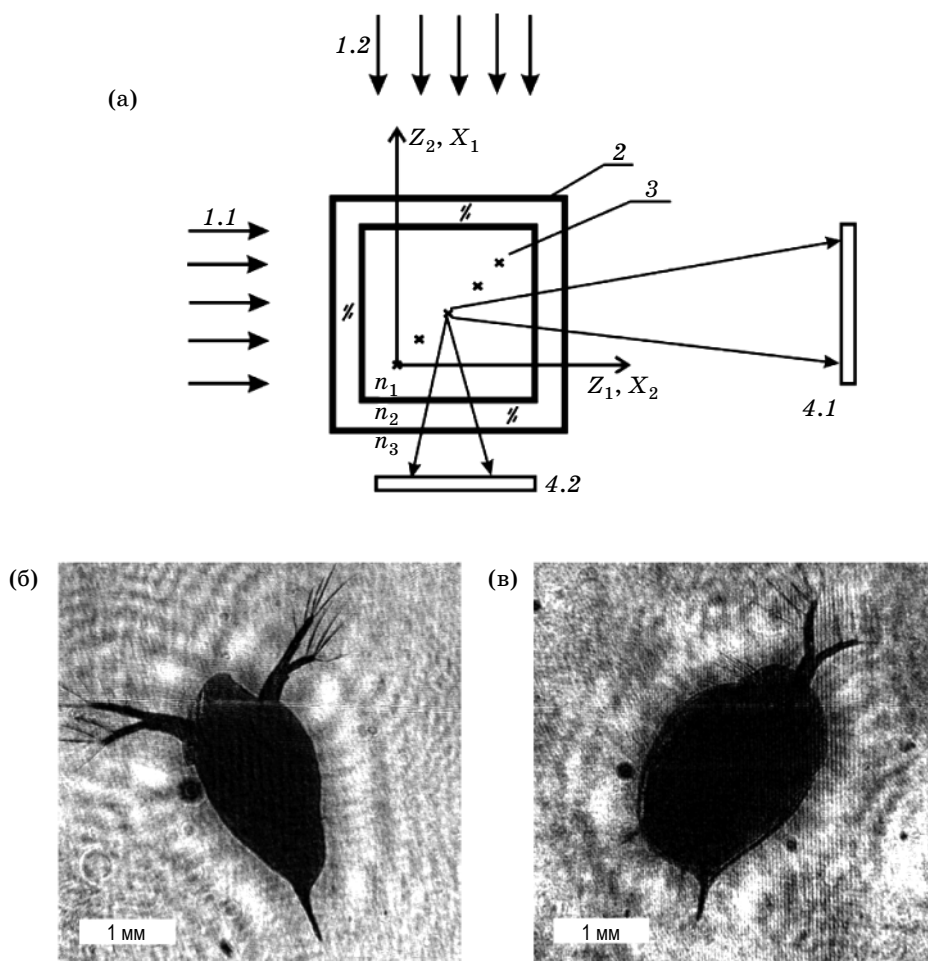 1.2
(а)
Z₂, X₁
2
3
1.1
n₁
n₂
n₃
Z₁, X₂
4.1
4.2
(б)
(в)
1 мм
1 мм